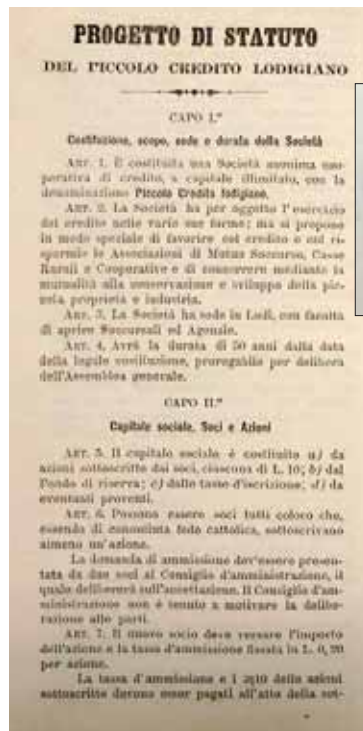 PROGETTO DI STATUTO
DEL PICCOLO CREDITO LODIGIANO
CAPO I.º
Costituzione, scopo, sede e durata della Società
ART. 1. È costituita una Società anonima coo-
perativa di credito, a capitale illimitato, con la
denominazione Piccolo Credito lodigiano.
ART. 2. La Società ha per oggetto l'esercizio
del credito nelle varie sue forme; ma si propone
in modo speciale di favorire col credito e col ri-
sparmio le Associazioni di Mutuo Soccorso, Casse
Rurali e Cooperative e di concorrere mediante la
mutualità alla conservazione e sviluppo della pic-
cola proprietà e industria.
ART. 3. La Società ha sede in Lodi, con facoltà
di aprire Succursali ed Agenzie.
ART. 4. Avrà la durata di 50 anni dalla data
della legale costituzione, prorogabile per delibera
dell'Assemblea generale.
CAPO II.º
Capitale sociale, Soci e Azioni
ART. 5. Il capitale sociale è costituito a) da
azioni sottoscritte dai soci, ciascuna di L. 10; b) dal
Fondo di riserva; c) dalle tasse d'iscrizione; d) da
eventuali proventi.
ART. 6. Possono essere soci tutti coloro che,
essendo di conosciuta fede cattolica, sottoscrivano
almeno un'azione.
La domanda di ammissione dev'essere presen-
tata da due soci al Consiglio d'amministrazione, il
quale delibererà sull'accettazione. Il Consiglio d'am-
ministrazione non è tenuto a motivare la delibe-
razione alle parti.
ART. 7. Il nuovo socio deve versare l'importo
dell'azione e la tassa d'ammissione fissata in L. 0,20
per azione.
La tassa d'ammissione e i 2/10 delle azioni
sottoscritte devono esser pagati all'atto della sot-